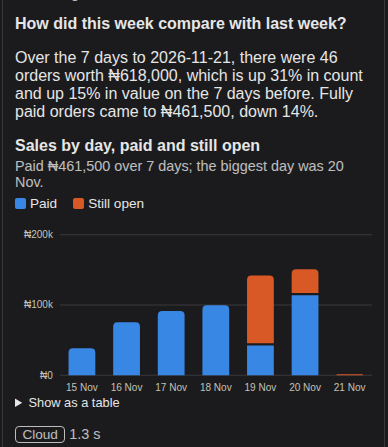 How did this week compare with last week?
Over the 7 days to 2026-11-21, there were 46
orders worth ₦618,000, which is up 31% in count
and up 15% in value on the 7 days before. Fully
paid orders came to ₦461,500, down 14%.
Sales by day, paid and still open
Paid ₦461,500 over 7 days; the biggest day was 20
Nov.
Paid Still open
₦200k
₦100k
₦0
15 Nov 16 Nov 17 Nov 18 Nov 19 Nov 20 Nov 21 Nov
Show as a table
Cloud 1.3 s